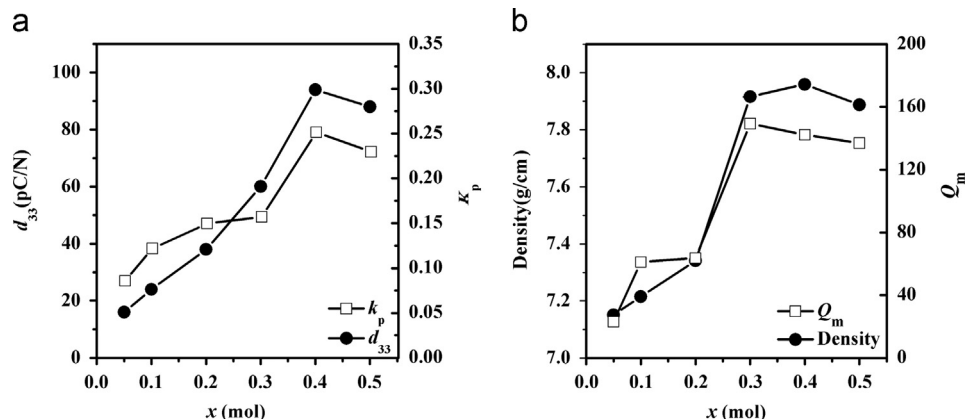 a
0.35
100
0.30
80
0.25
60
0.20
0.15
40
0.10
20
0.05
0
0.00
d33(pC/N)
Kp
kp
d33
0.0 0.1 0.2 0.3 0.4 0.5
x (mol)
b
200
8.0
160
7.8
120
7.6
80
7.4
40
7.2
7.0
0
Density(g/cm)
Qm
Qm
Density
0.0 0.1 0.2 0.3 0.4 0.5
x (mol)